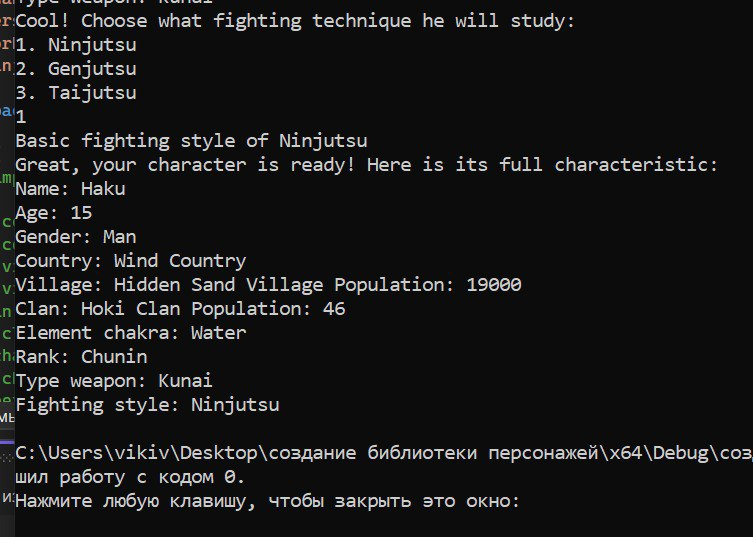 Type weapon: Kunai
Cool! Choose what fighting technique he will study:
1. Ninjutsu
2. Genjutsu
3. Taijutsu
1
Basic fighting style of Ninjutsu
Great, your character is ready! Here is its full characteristic:
Name: Haku
Age: 15
Gender: Man
Country: Wind Country
Village: Hidden Sand Village Population: 19000
Clan: Hoki Clan Population: 46
Element chakra: Water
Rank: Chunin
Type weapon: Kunai
Fighting style: Ninjutsu
C:\Users\vikiv\Desktop\создание библиотеки персонажей\x64\Debug\соз
шил работу с кодом 0.
Нажмите любую клавишу, чтобы закрыть это окно: